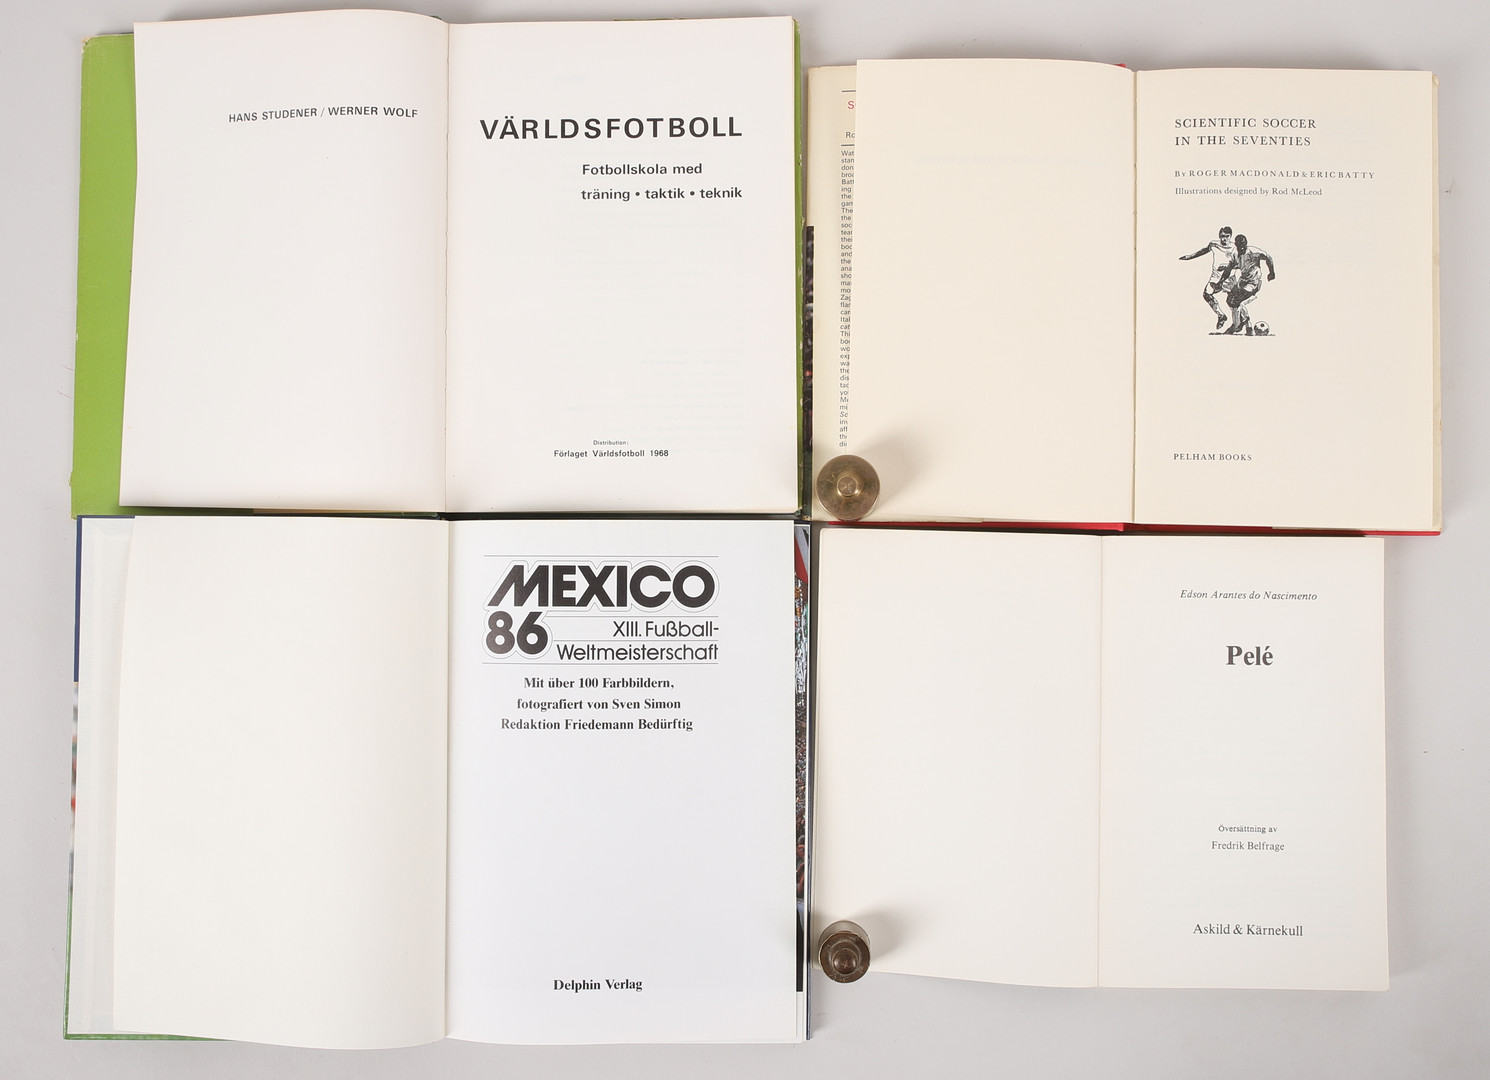 HANS STUDENER / WERNER WOLF
VÄRLDSFOTBOLL
Fotbollskola med
träning • taktik • teknik
Distribution:
Förlaget Världsfotboll 1968
SCIENTIFIC SOCCER
IN THE SEVENTIES
By ROGER MACDONALD & ERIC BATTY
Illustrations designed by Rod McLeod
PELHAM BOOKS
MEXICO
86
XIII. Fußball-
Weltmeisterschaft
Mit über 100 Farbbildern,
fotografiert von Sven Simon
Redaktion Friedemann Bedürftig
Delphin Verlag
Edson Arantes do Nascimento
Pelé
Översättning av
Fredrik Belfrage
Askild & Kärnekull